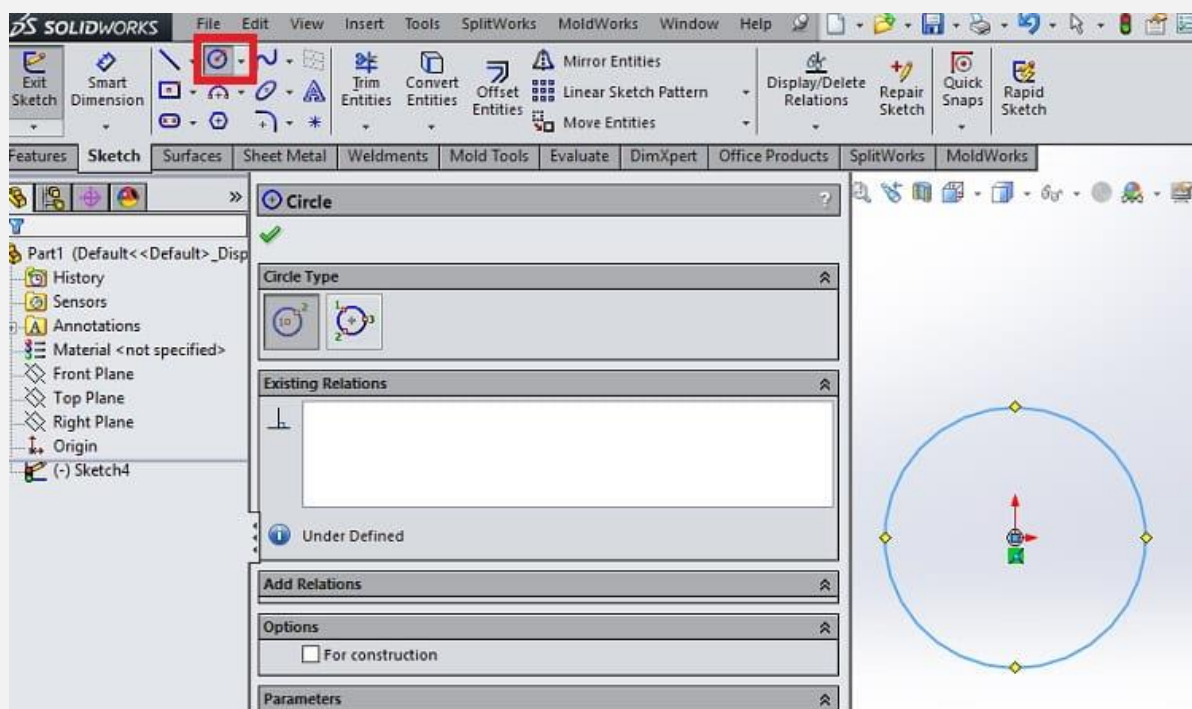 SOLIDWORKS File Edit View Insert Tools SplitWorks MoldWorks Window Help
Exit Sketch
Smart Dimension
Trim Entities
Convert Entities
Offset Entities
Mirror Entities
Linear Sketch Pattern
Move Entities
Display/Delete Relations
Repair Sketch
Quick Snaps
Rapid Sketch
Features Sketch Surfaces Sheet Metal Weldments Mold Tools Evaluate DimXpert Office Products SplitWorks MoldWorks
Circle ?
Part1 (Default<<Default>_Disp
History
Sensors
Annotations
Material <not specified>
Front Plane
Top Plane
Right Plane
Origin
(-) Sketch4
Circle Type
Existing Relations
Under Defined
Add Relations
Options
For construction
Parameters